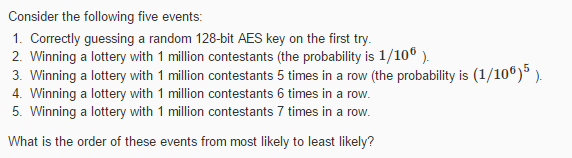 Consider the following five events:
1. Correctly guessing a random 128-bit AES key on the first try.
2. Winning a lottery with 1 million contestants (the probability is 1/10⁶ ).
3. Winning a lottery with 1 million contestants 5 times in a row (the probability is (1/10⁶)⁵ ).
4. Winning a lottery with 1 million contestants 6 times in a row.
5. Winning a lottery with 1 million contestants 7 times in a row.
What is the order of these events from most likely to least likely?